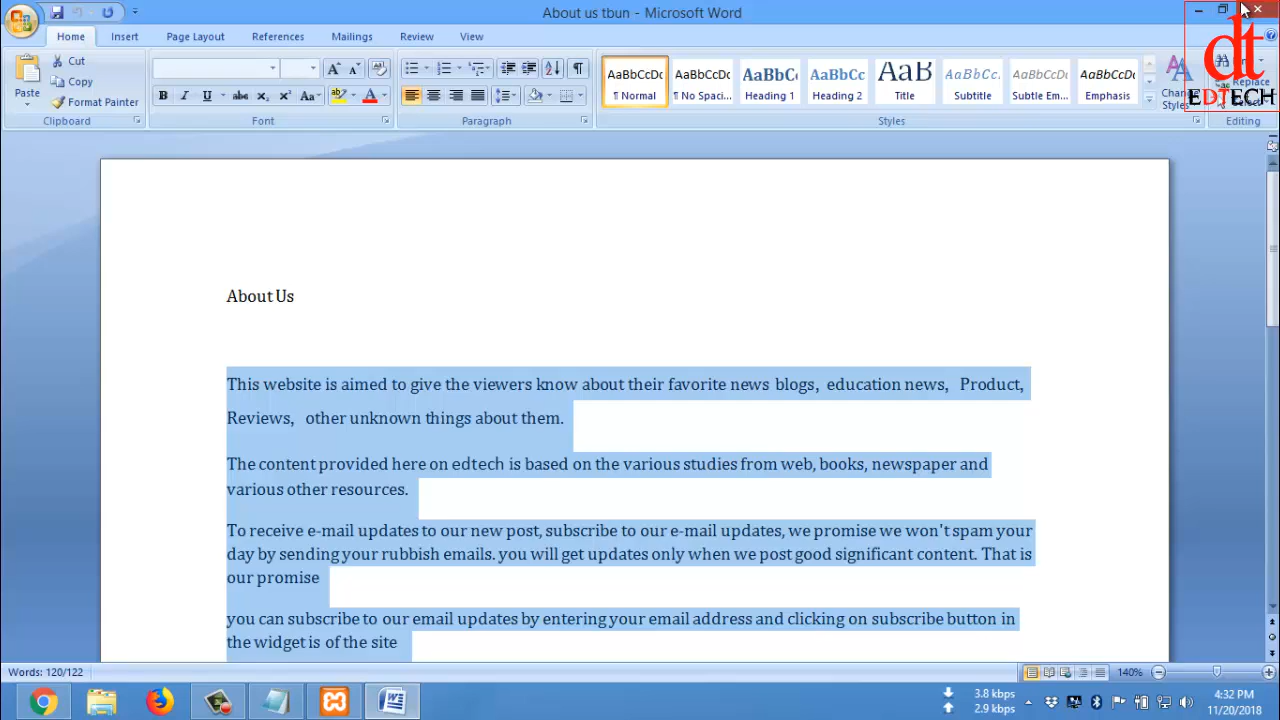 About us tbun - Microsoft Word
Home Insert Page Layout References Mailings Review View
Paste
Cut
Copy
Format Painter
Clipboard
Font
Paragraph
AaBbCcDc AaBbCcDc AaBbC AaBbCc AaB AaBbCc. AaBbCcDc AaBbCcDc
¶ Normal ¶ No Spaci... Heading 1 Heading 2 Title Subtitle Subtle Em... Emphasis
Change
Styles
Styles
Replace
Editing
dt
EDTECH
About Us
This website is aimed to give the viewers know about their favorite news blogs, education news, Product,
Reviews, other unknown things about them.
The content provided here on edtech is based on the various studies from web, books, newspaper and
various other resources.
To receive e-mail updates to our new post, subscribe to our e-mail updates, we promise we won't spam your
day by sending your rubbish emails. you will get updates only when we post good significant content. That is
our promise
you can subscribe to our email updates by entering your email address and clicking on subscribe button in
the widget is of the site
Words: 120/122
140%
3.8 kbps
2.9 kbps
4:32 PM
11/20/2018